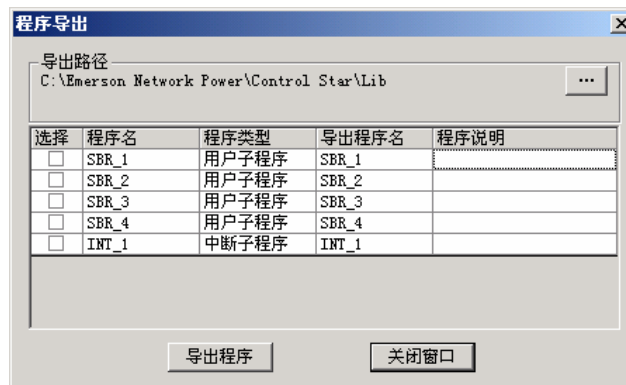 程序导出
导出路径
C:\Emerson Network Power\Control Star\Lib
...
选择 程序名 程序类型 导出程序名 程序说明
SBR_1 用户子程序 SBR_1
SBR_2 用户子程序 SBR_2
SBR_3 用户子程序 SBR_3
SBR_4 用户子程序 SBR_4
INT_1 中断子程序 INT_1
导出程序 关闭窗口